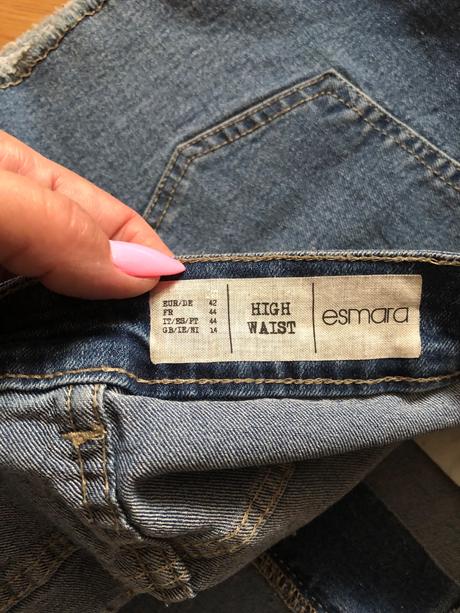 EUR/DE 42
FR 44
IT/ES/PT 44
GB/IE/NI 14
HIGH
WAIST
esmara